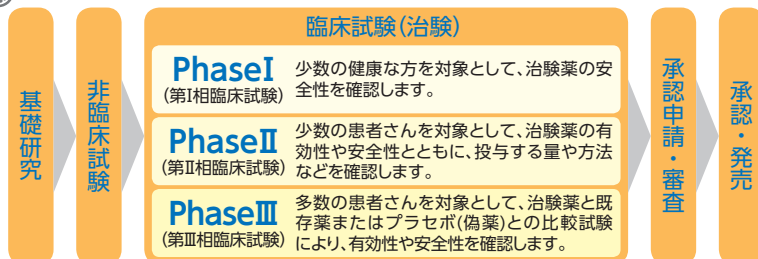 基礎研究
非臨床試験
臨床試験(治験)
PhaseⅠ
(第Ⅰ相臨床試験)
少数の健康な方を対象として、治験薬の安
全性を確認します。
PhaseⅡ
(第Ⅱ相臨床試験)
少数の患者さんを対象として、治験薬の有
効性や安全性とともに、投与する量や方法
などを確認します。
PhaseⅢ
(第Ⅲ相臨床試験)
多数の患者さんを対象として、治験薬と既
存薬またはプラセボ(偽薬)との比較試験
により、有効性や安全性を確認します。
承認申請・審査
承認・発売